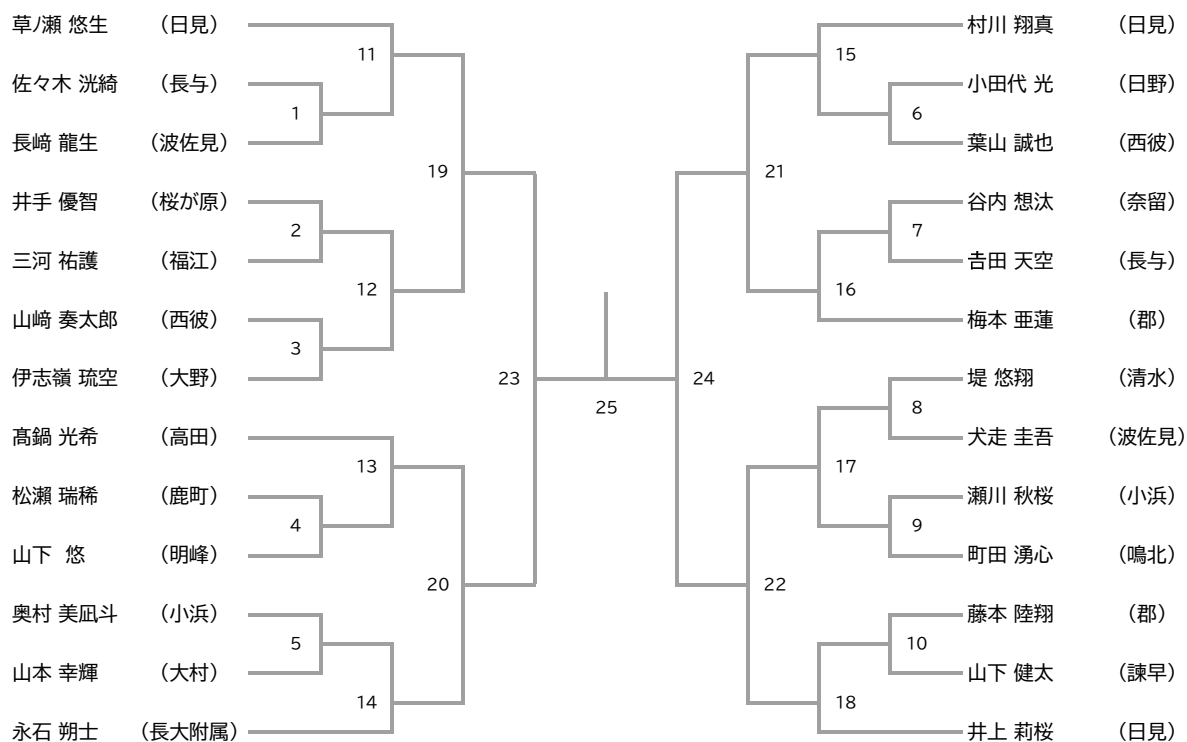 草ﾉ瀬 悠生 （日見）
11
佐々木 洸綺 （長与）
1
長﨑 龍生 （波佐見）
19
井手 優智 （桜が原）
2
三河 祐護 （福江）
12
山﨑 奏太郎 （西彼）
3
伊志嶺 琉空 （大野）
23
髙鍋 光希 （高田）
13
松瀨 瑞稀 （鹿町）
4
山下 悠 （明峰）
20
奥村 美凪斗 （小浜）
5
山本 幸輝 （大村）
14
永石 朔士 （長大附属）
25
村川 翔真 （日見）
15
小田代 光 （日野）
6
葉山 誠也 （西彼）
21
谷内 想汰 （奈留）
7
𠮷田 天空 （長与）
16
梅本 亜蓮 （郡）
24
堤 悠翔 （清水）
8
犬走 圭吾 （波佐見）
17
瀬川 秋桜 （小浜）
9
町田 湧心 （鳴北）
22
藤本 陸翔 （郡）
10
山下 健太 （諫早）
18
井上 莉桜 （日見）